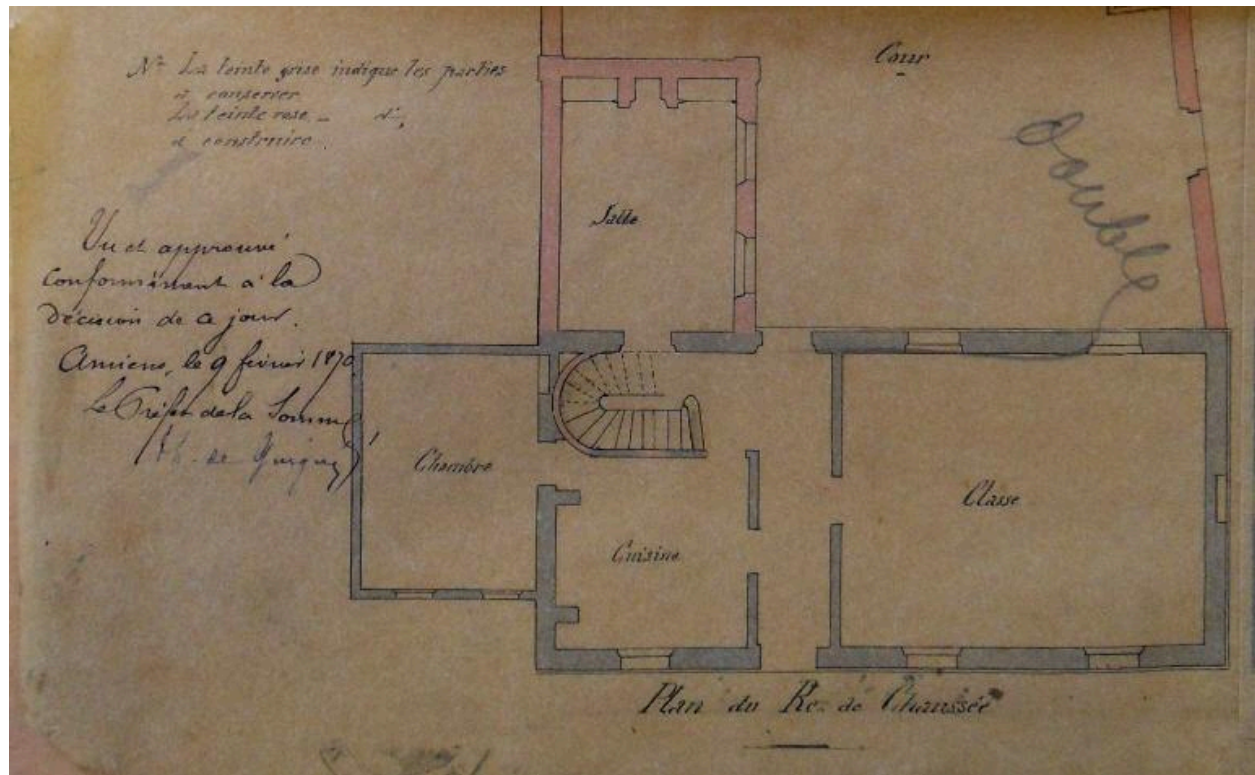 Nᵗᵃ La teinte grise indique les parties
à conserver
La teinte rose _ dᵒ,
à construire.
Cour
Double
Salle
Vu et approuvé
conformément à la
décision de ce jour.
Amiens, le 9 février 1870
Le Préfet de la Somme
Chambre
Classe
Cuisine
Plan du Rez de Chaussée